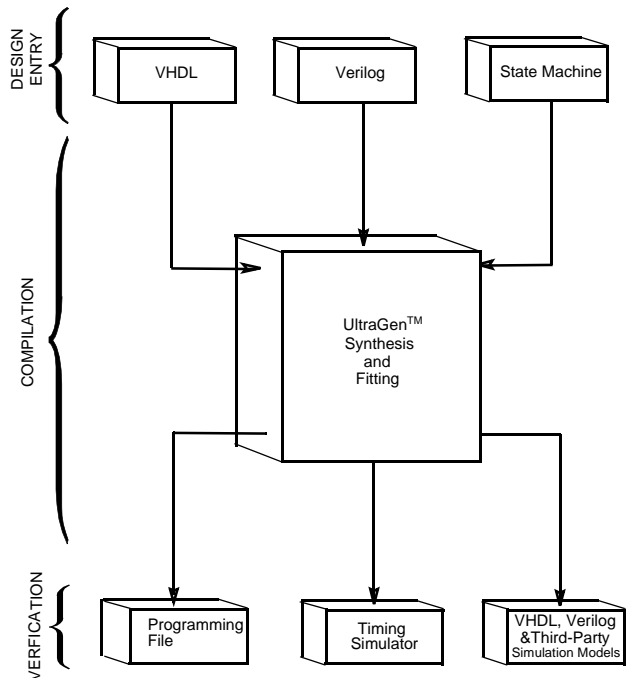 DESIGN
ENTRY
VHDL
Verilog
State Machine
COMPILATION
UltraGen™
Synthesis
and
Fitting
VERFICATION
Programming
File
Timing
Simulator
VHDL, Verilog
&Third-Party
Simulation Models